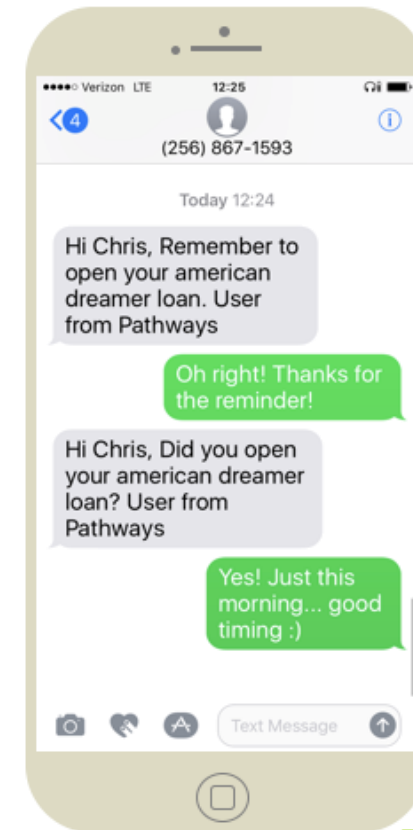 Verizon LTE 12:25
4
(256) 867-1593
Today 12:24
Hi Chris, Remember to
open your american
dreamer loan. User
from Pathways
Oh right! Thanks for
the reminder!
Hi Chris, Did you open
your american dreamer
loan? User from
Pathways
Yes! Just this
morning... good
timing :)
Text Message